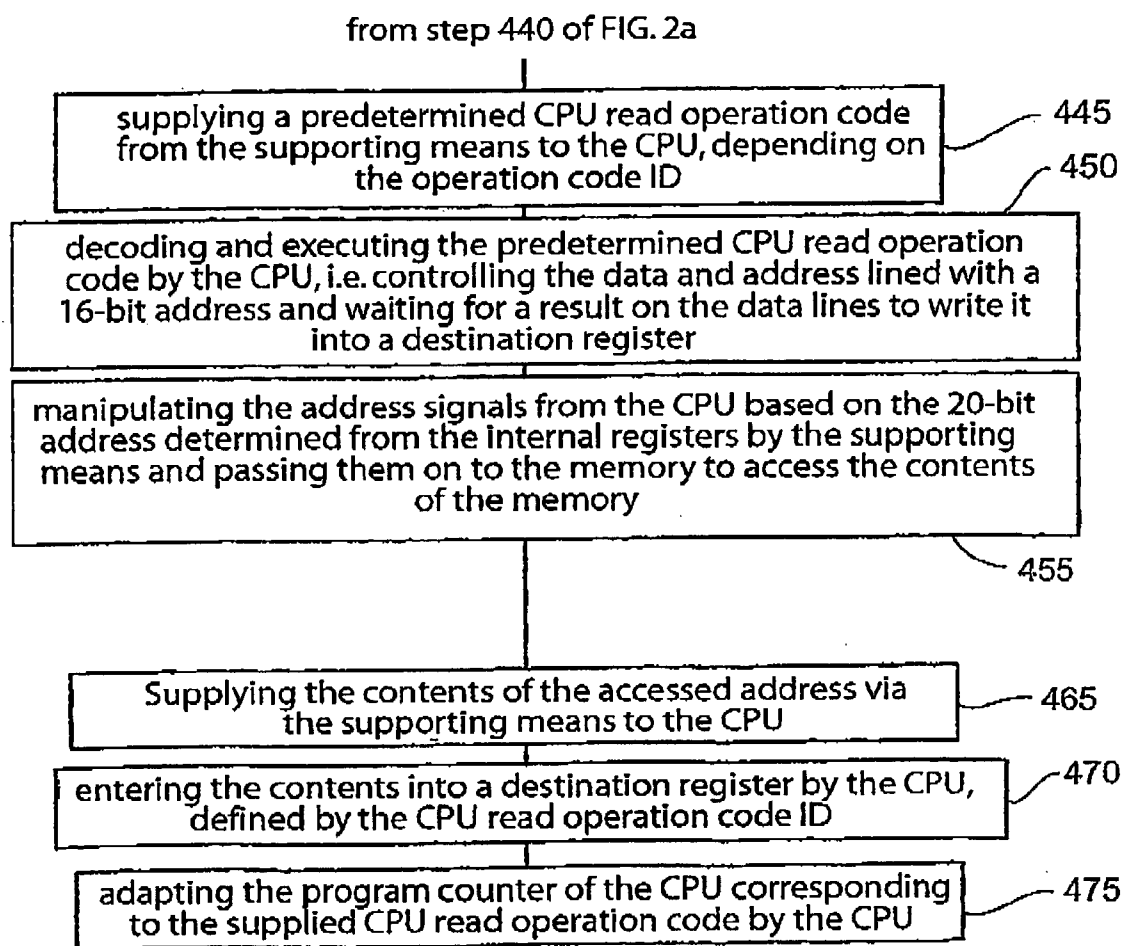 from step 440 of FIG. 2a
supplying a predetermined CPU read operation code
from the supporting means to the CPU, depending on
the operation code ID
445
450
decoding and executing the predetermined CPU read operation
code by the CPU, i.e. controlling the data and address lined with a
16-bit address and waiting for a result on the data lines to write it
into a destination register
manipulating the address signals from the CPU based on the 20-bit
address determined from the internal registers by the supporting
means and passing them on to the memory to access the contents
of the memory
455
Supplying the contents of the accessed address via
the supporting means to the CPU
465
entering the contents into a destination register by the CPU,
defined by the CPU read operation code ID
470
adapting the program counter of the CPU corresponding
to the supplied CPU read operation code by the CPU
475